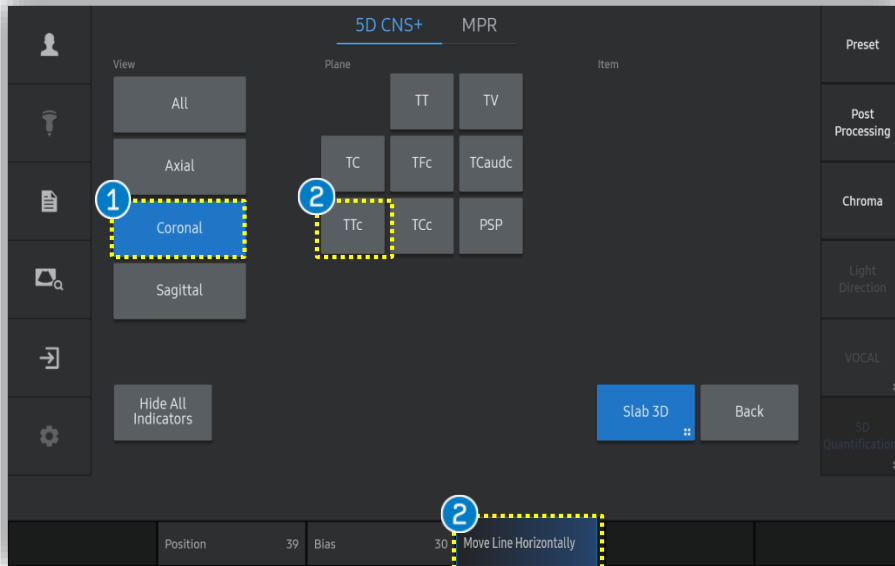 5D CNS+
MPR
View
Plane
Item
All
TT
TV
Axial
TC
TFc
TCaudc
1
2
Coronal
TTc
TCc
PSP
Sagittal
Hide All
Indicators
Slab 3D
Back
Preset
Post
Processing
Chroma
Light
Direction
VOCAL
5D
Quantification
2
Position 39
Bias 30
Move Line Horizontally